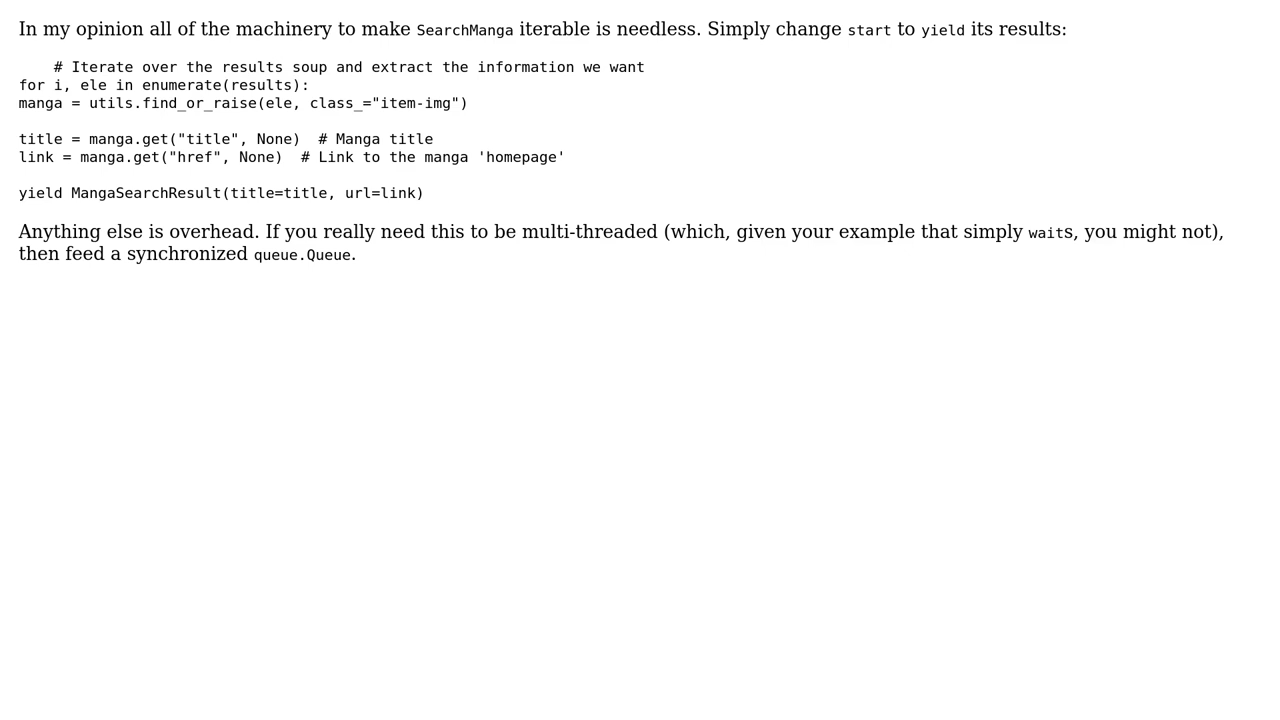 In my opinion all of the machinery to make SearchManga iterable is needless. Simply change start to yield its results:
    # Iterate over the results soup and extract the information we want
for i, ele in enumerate(results):
manga = utils.find_or_raise(ele, class_="item-img")
title = manga.get("title", None)  # Manga title
link = manga.get("href", None)  # Link to the manga 'homepage'
yield MangaSearchResult(title=title, url=link)
Anything else is overhead. If you really need this to be multi-threaded (which, given your example that simply waits, you might not),
then feed a synchronized queue.Queue.